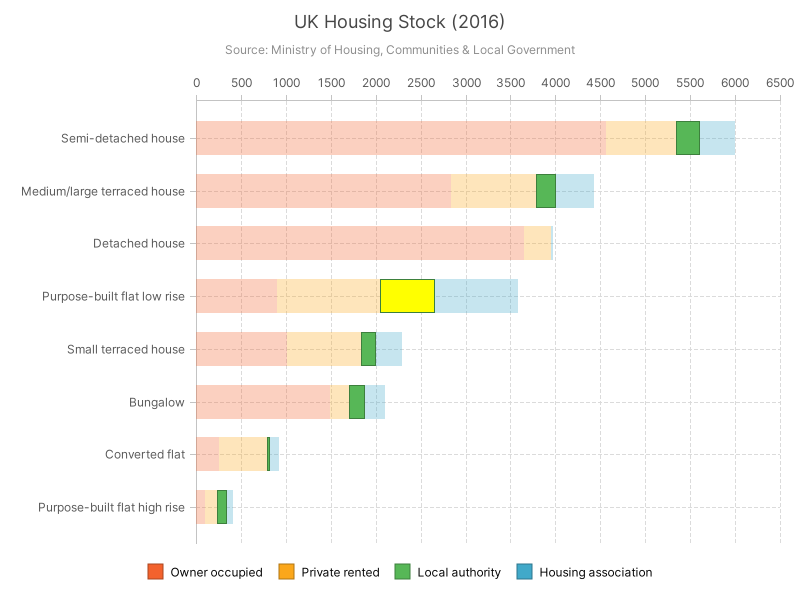 UK Housing Stock (2016)
Source: Ministry of Housing, Communities & Local Government
0 500 1000 1500 2000 2500 3000 3500 4000 4500 5000 5500 6000 6500
Semi-detached house
Medium/large terraced house
Detached house
Purpose-built flat low rise
Small terraced house
Bungalow
Converted flat
Purpose-built flat high rise
Owner occupied Private rented Local authority Housing association